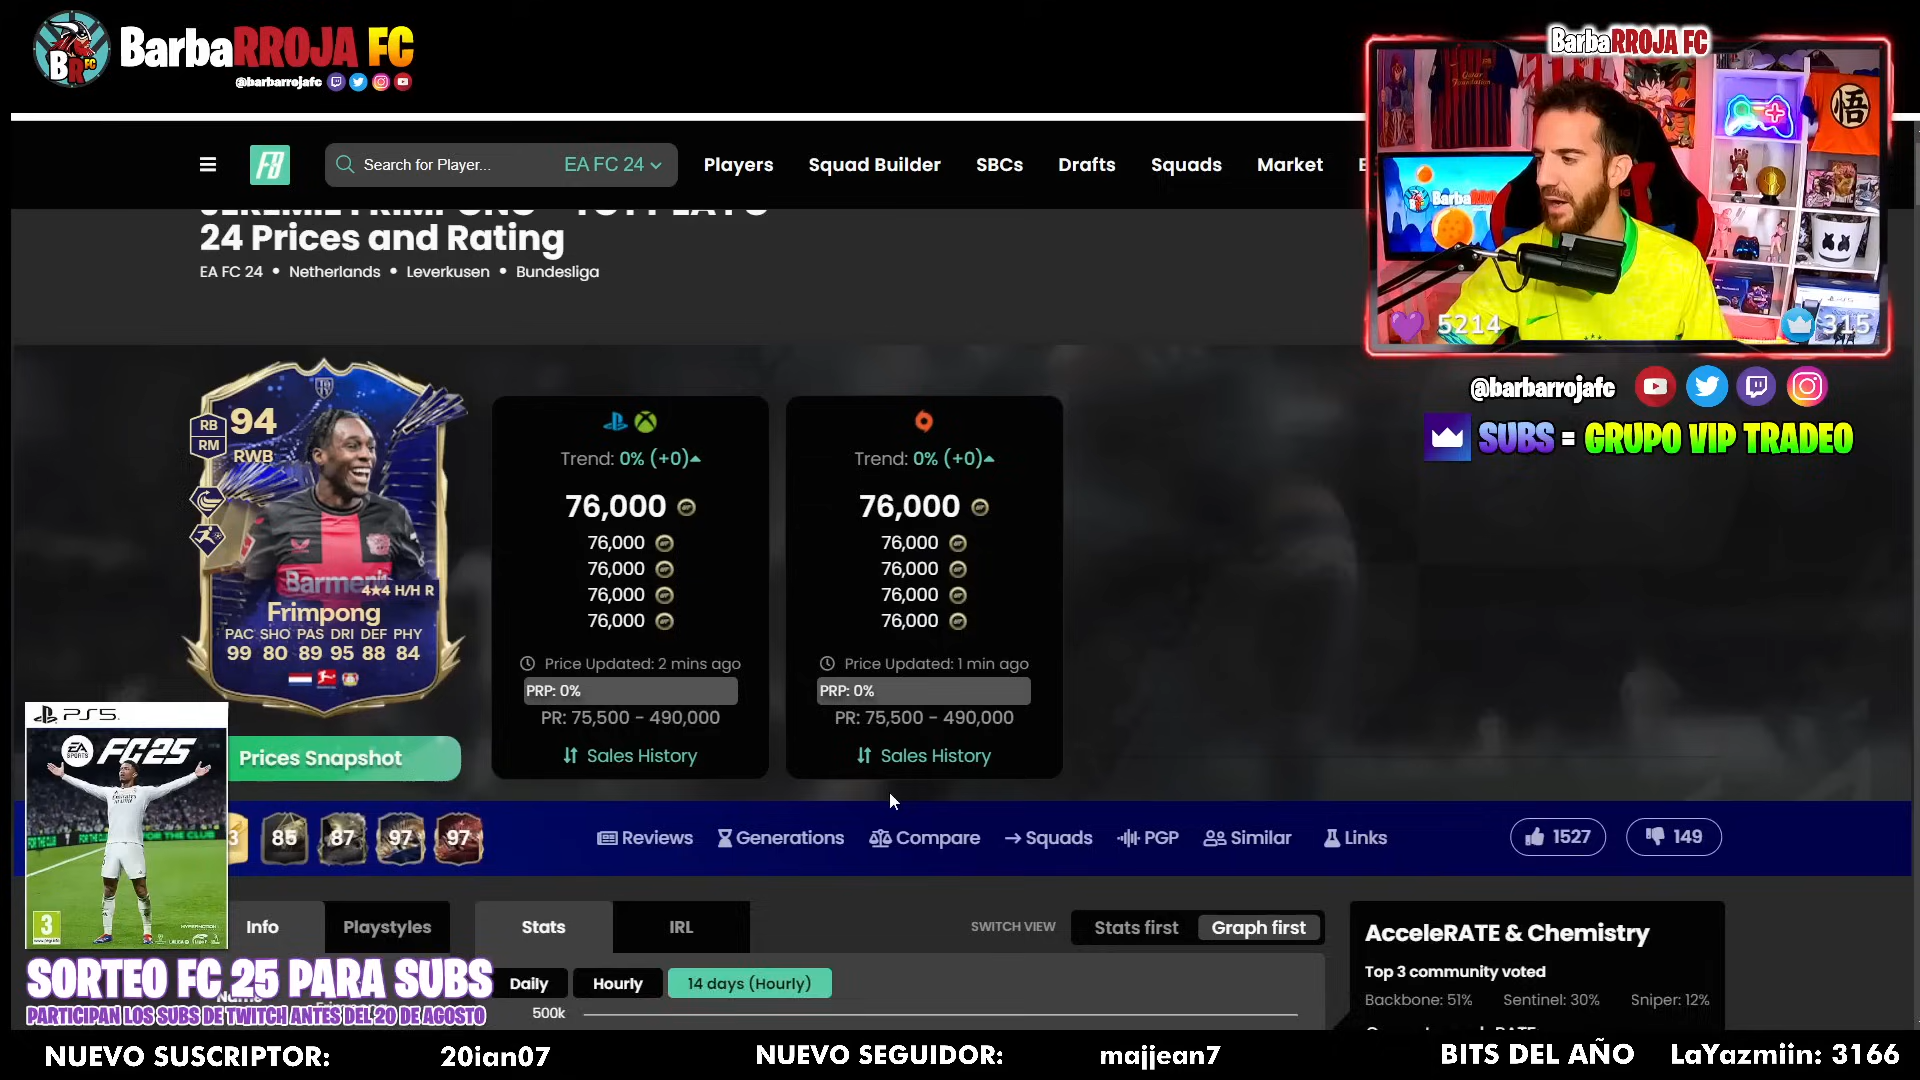 BarbaRROJA FC
@barbarrojafc
BarbaRROJA FC
Search for Player...
EA FC 24
Players
Squad Builder
SBCs
Drafts
Squads
Market
24 Prices and Rating
EA FC 24 • Netherlands • Leverkusen • Bundesliga
5214
315
@barbarrojafc
SUBS = GRUPO VIP TRADEO
94
RB
RM
RWB
4★4 H/H R
Frimpong
PAC SHO PAS DRI DEF PHY
99 80 89 95 88 84
Trend: 0% (+0)
76,000
76,000
76,000
76,000
76,000
Price Updated: 2 mins ago
PRP: 0%
PR: 75,500 - 490,000
Sales History
Trend: 0% (+0)
76,000
76,000
76,000
76,000
76,000
Price Updated: 1 min ago
PRP: 0%
PR: 75,500 - 490,000
Sales History
PS5
EA SPORTS FC25
FOR THE CLUB
3
Prices Snapshot
3
85
87
97
97
Reviews
Generations
Compare
Squads
PGP
Similar
Links
1527
149
Info
Playstyles
Stats
IRL
SWITCH VIEW
Stats first
Graph first
Daily
Hourly
14 days (Hourly)
500k
AcceleRATE & Chemistry
Top 3 community voted
Backbone: 51%
Sentinel: 30%
Sniper: 12%
SORTEO FC 25 PARA SUBS
PARTICIPAN LOS SUBS DE TWITCH ANTES DEL 20 DE AGOSTO
NUEVO SUSCRIPTOR: 20ian07
NUEVO SEGUIDOR: majjean7
BITS DEL AÑO LaYazmiin: 3166